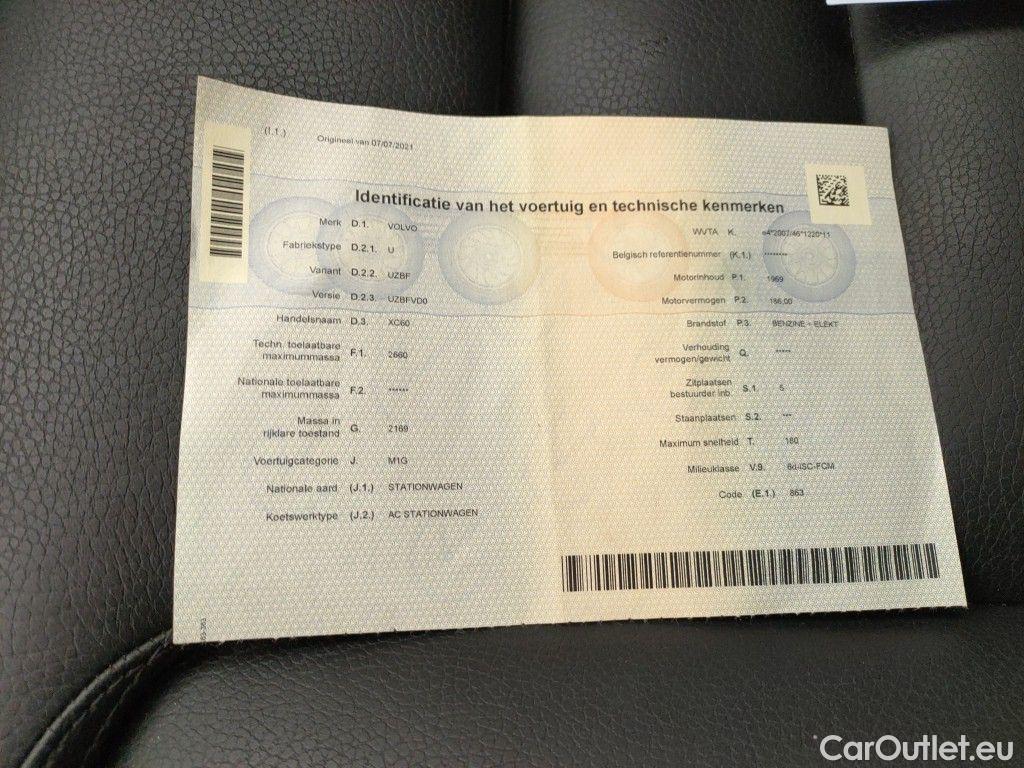 (I.1.) Origineel van 07/07/2021
Identificatie van het voertuig en technische kenmerken
Merk D.1. VOLVO
Fabriekstype D.2.1. U
Variant D.2.2. UZBF
Versie D.2.3. UZBFVD0
Handelsnaam D.3. XC60
Techn. toelaatbare
maximummassa F.1. 2660
Nationale toelaatbare
maximummassa F.2. ******
Massa in
rijklare toestand G. 2169
Voertuigcategorie J. M1G
Nationale aard (J.1.) STATIONWAGEN
Koetswerktype (J.2.) AC STATIONWAGEN
WVTA K. e4*2007/46*1220*11
Belgisch referentienummer (K.1.) ********
Motorinhoud P.1. 1969
Motorvermogen P.2. 186,00
Brandstof P.3. BENZINE + ELEKT
Verhouding
vermogen/gewicht Q. *****
Zitplaatsen
bestuurder inb. S.1. 5
Staanplaatsen S.2. ***
Maximum snelheid T. 180
Milieuklasse V.9. 6d-ISC-FCM
Code (E.1.) 863
CarOutlet.eu